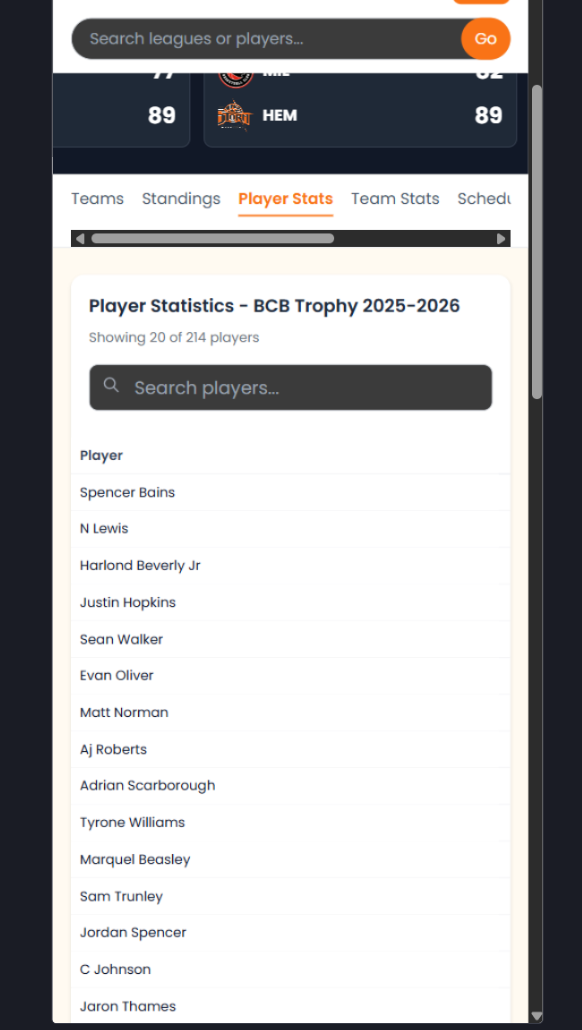 Search leagues or players...
Go
77
MIL
82
89
HEM
89
Teams
Standings
Player Stats
Team Stats
Schedu
Player Statistics - BCB Trophy 2025-2026
Showing 20 of 214 players
Search players...
Player
Spencer Bains
N Lewis
Harlond Beverly Jr
Justin Hopkins
Sean Walker
Evan Oliver
Matt Norman
Aj Roberts
Adrian Scarborough
Tyrone Williams
Marquel Beasley
Sam Trunley
Jordan Spencer
C Johnson
Jaron Thames